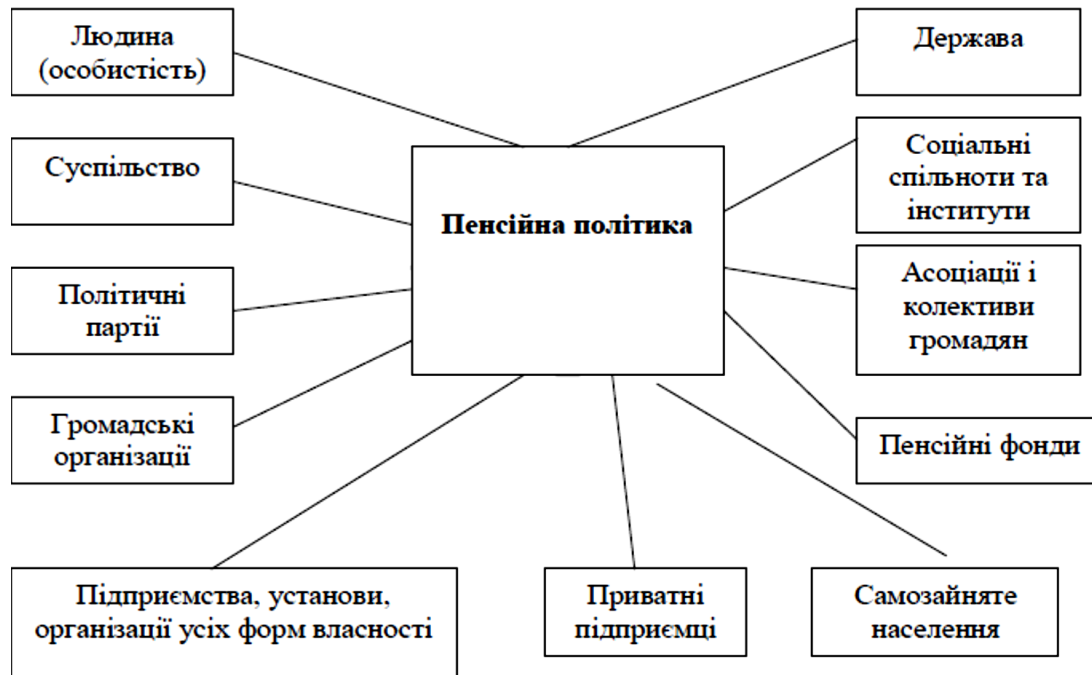 Людина
(особистість)
Держава
Суспільство
Соціальні
спільноти та
інститути
Пенсійна політика
Політичні
партії
Асоціації і
колективи
громадян
Громадські
організації
Пенсійні фонди
Підприємства, установи,
організації усіх форм власності
Приватні
підприємці
Самозайняте
населення